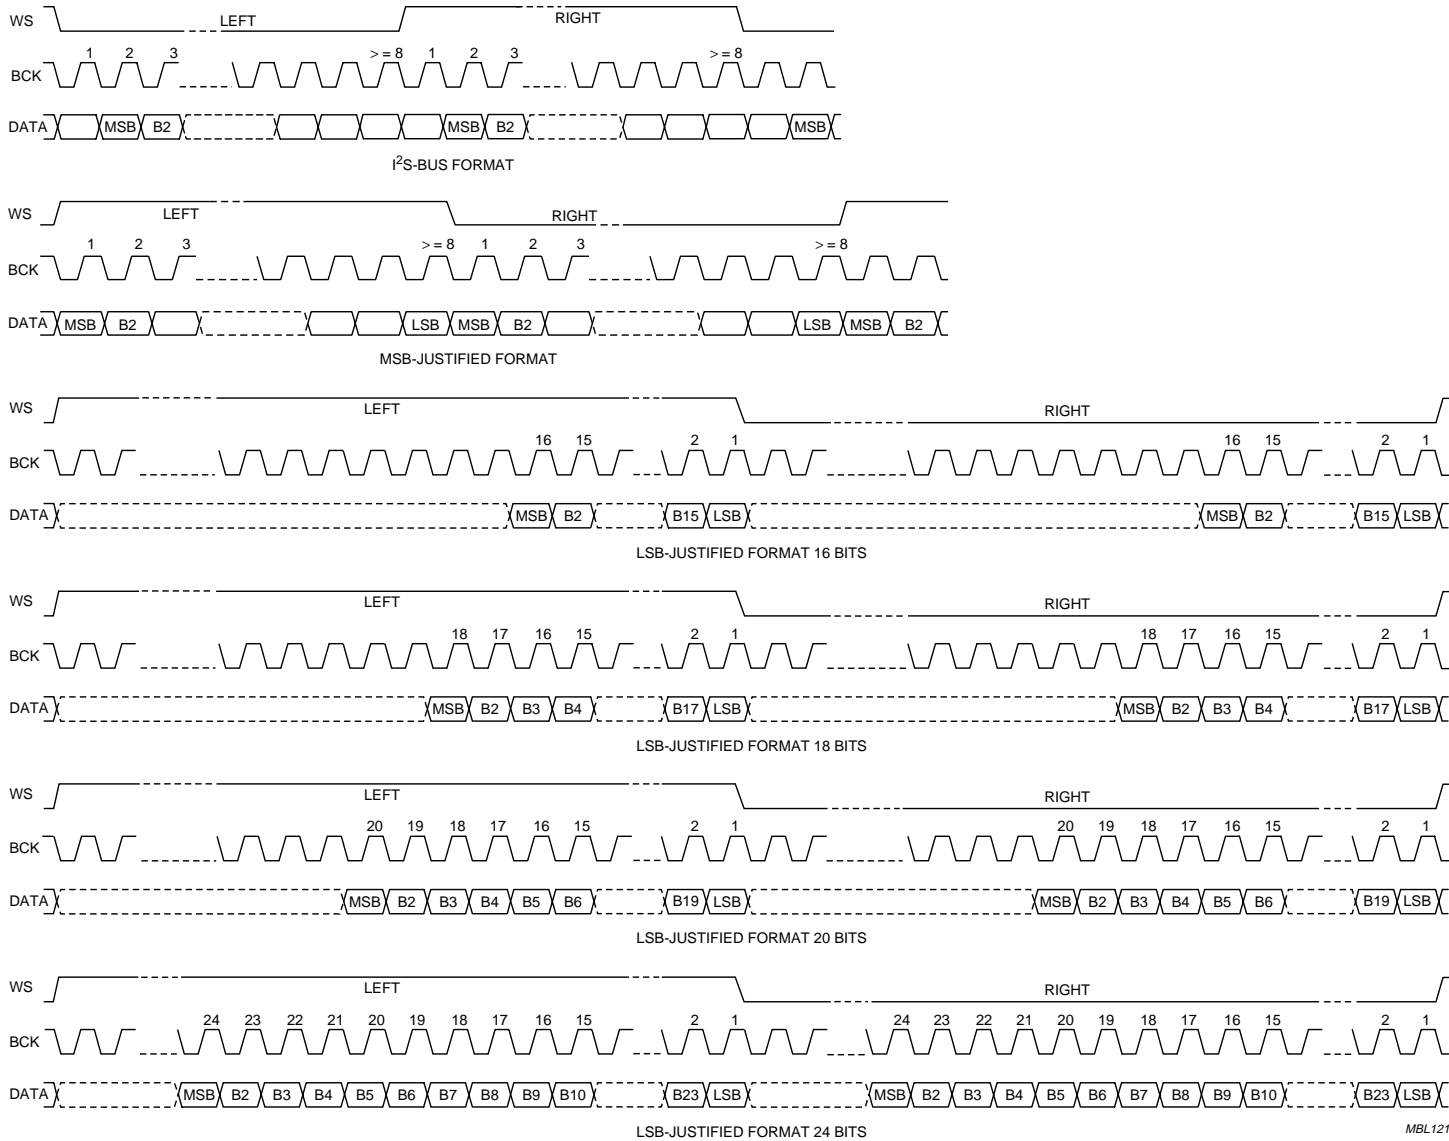 WS LEFT RIGHT
1 2 3 >= 8 1 2 3 >= 8
BCK
DATA MSB B2 MSB B2 MSB
I²S-BUS FORMAT
WS LEFT RIGHT
1 2 3 >= 8 1 2 3 >= 8
BCK
DATA MSB B2 LSB MSB B2 LSB MSB B2
MSB-JUSTIFIED FORMAT
WS LEFT RIGHT
16 15 2 1 16 15 2 1
BCK
DATA MSB B2 B15 LSB MSB B2 B15 LSB
LSB-JUSTIFIED FORMAT 16 BITS
WS LEFT RIGHT
18 17 16 15 2 1 18 17 16 15 2 1
BCK
DATA MSB B2 B3 B4 B17 LSB MSB B2 B3 B4 B17 LSB
LSB-JUSTIFIED FORMAT 18 BITS
WS LEFT RIGHT
20 19 18 17 16 15 2 1 20 19 18 17 16 15 2 1
BCK
DATA MSB B2 B3 B4 B5 B6 B19 LSB MSB B2 B3 B4 B5 B6 B19 LSB
LSB-JUSTIFIED FORMAT 20 BITS
WS LEFT RIGHT
24 23 22 21 20 19 18 17 16 15 2 1 24 23 22 21 20 19 18 17 16 15 2 1
BCK
DATA MSB B2 B3 B4 B5 B6 B7 B8 B9 B10 B23 LSB MSB B2 B3 B4 B5 B6 B7 B8 B9 B10 B23 LSB
LSB-JUSTIFIED FORMAT 24 BITS
MBL121